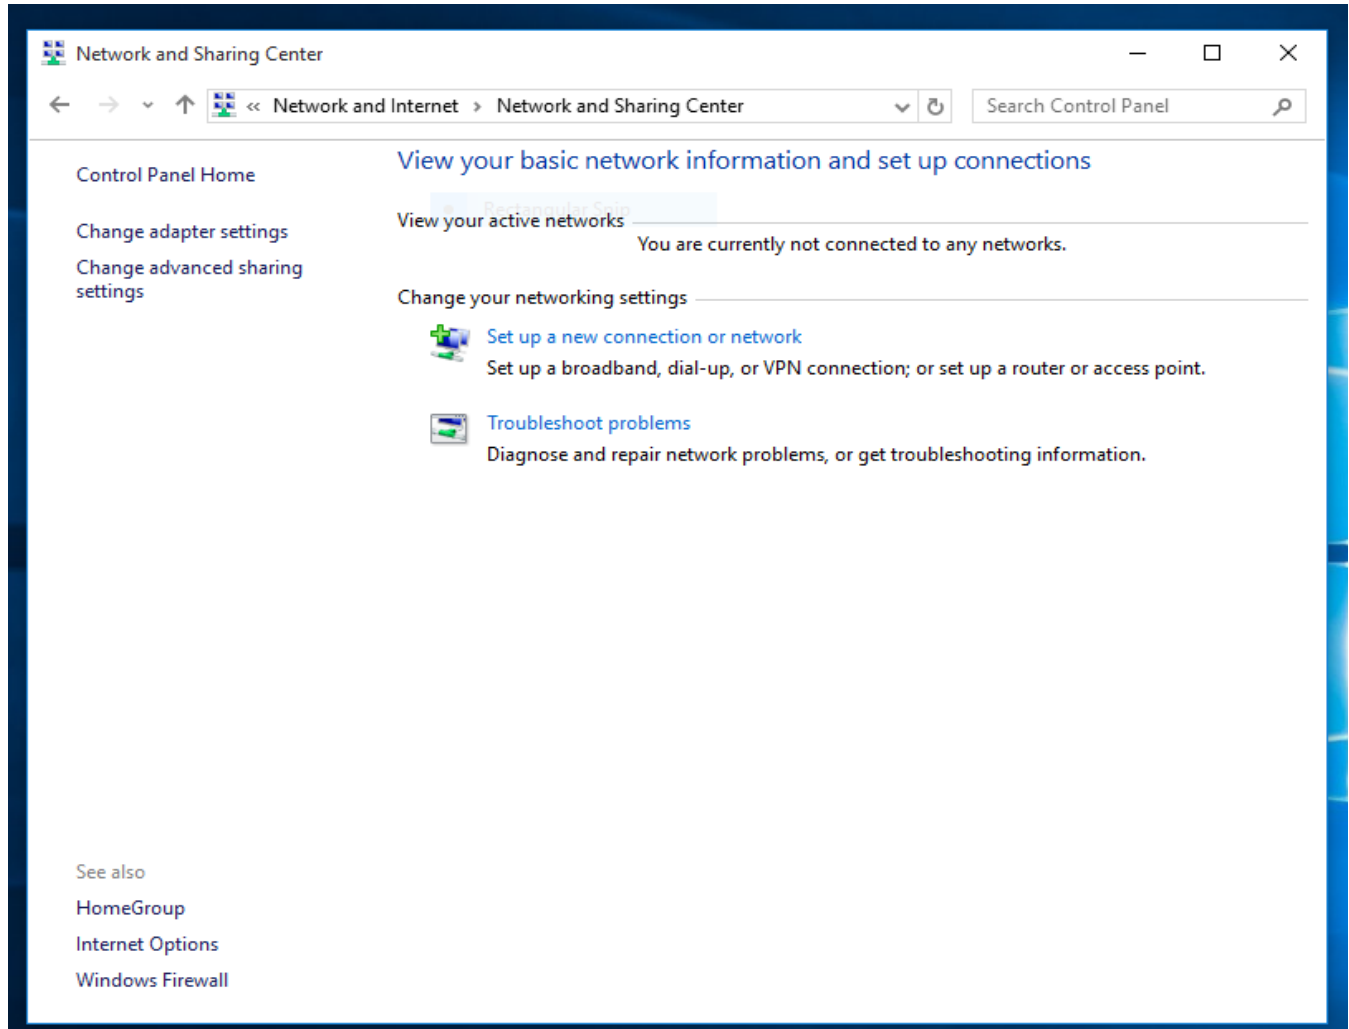 Network and Sharing Center
« Network and Internet > Network and Sharing Center
Search Control Panel
Control Panel Home
Change adapter settings
Change advanced sharing
settings
View your basic network information and set up connections
Rectangular Snip
View your active networks
You are currently not connected to any networks.
Change your networking settings
Set up a new connection or network
Set up a broadband, dial-up, or VPN connection; or set up a router or access point.
Troubleshoot problems
Diagnose and repair network problems, or get troubleshooting information.
See also
HomeGroup
Internet Options
Windows Firewall